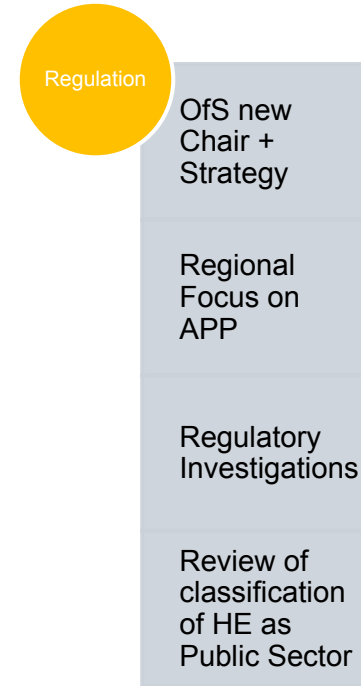 Regulation
OfS new
Chair +
Strategy
Regional
Focus on
APP
Regulatory
Investigations
Review of
classification
of HE as
Public Sector